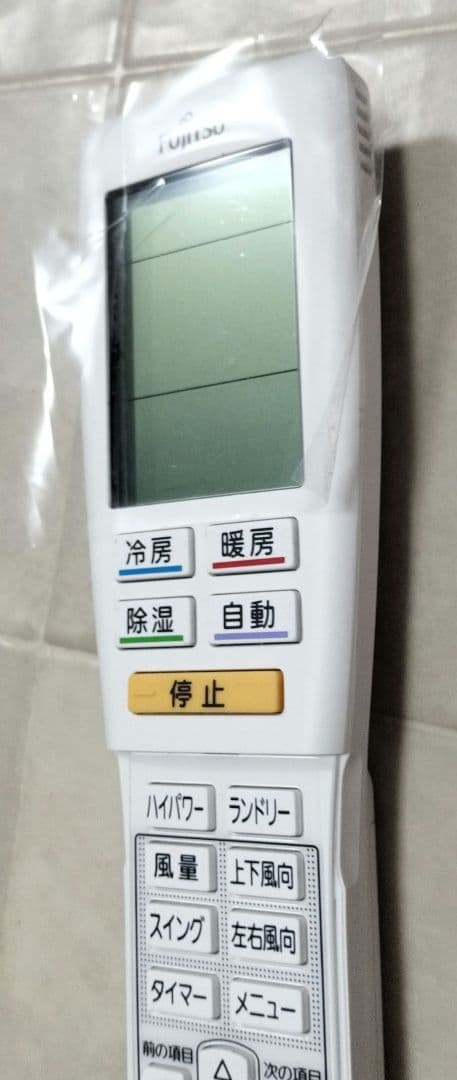 FUJITSU
冷房 暖房
除湿 自動
停止
ハイパワー ランドリー
風量 上下風向
スイング 左右風向
タイマー メニュー
前の項目 次の項目